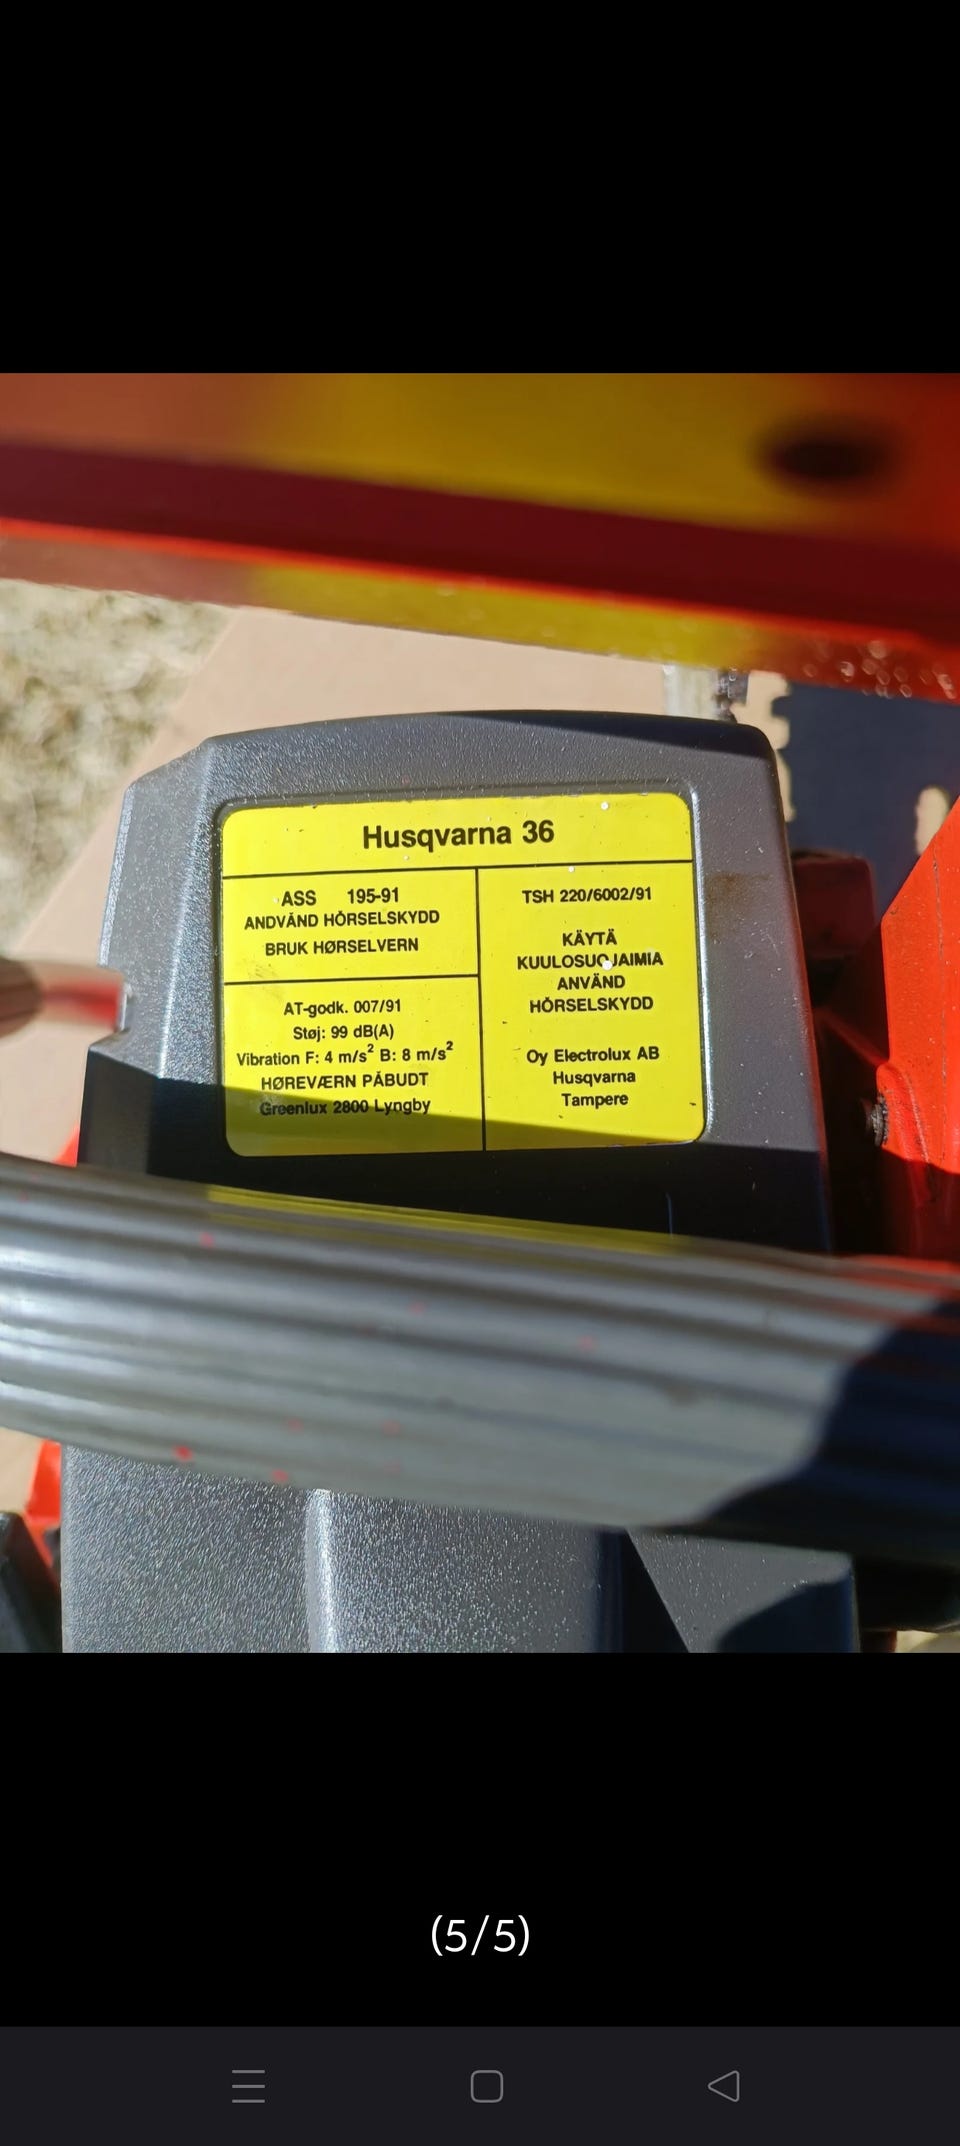 Husqvarna 36
ASS 195-91
ANDVÄND HÖRSELSKYDD
BRUK HØRSELVERN
AT-godk. 007/91
Støj: 99 dB(A)
Vibration F: 4 m/s² B: 8 m/s²
HØREVÆRN PÅBUDT
Greenlux 2800 Lyngby
TSH 220/6002/91
KÄYTÄ
KUULOSUOJAIMIA
ANVÄND
HÖRSELSKYDD
Oy Electrolux AB
Husqvarna
Tampere
(5/5)